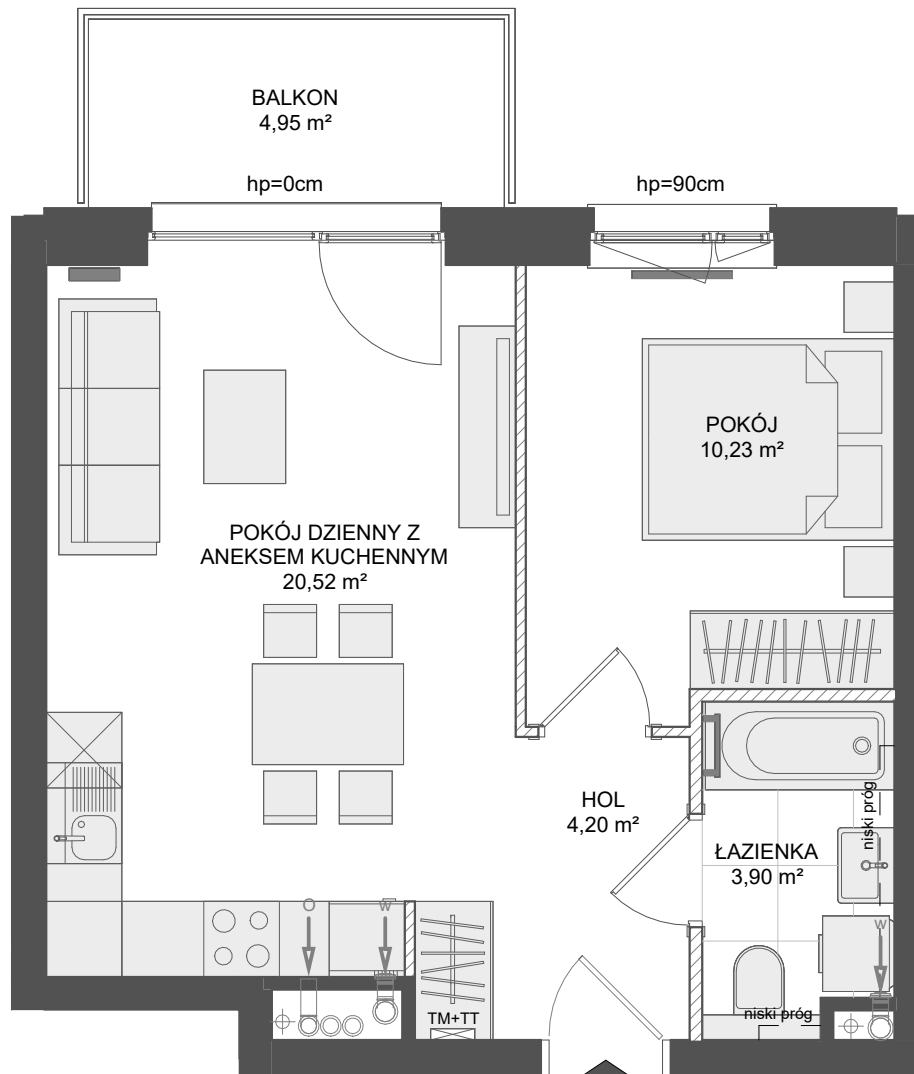 BALKON
4,95 m²
hp=0cm
hp=90cm
POKÓJ
10,23 m²
POKÓJ DZIENNY Z
ANEKSEM KUCHENNYM
20,52 m²
HOL
4,20 m²
niski próg
ŁAZIENKA
3,90 m²
O
W
W
TM+TT
niski próg